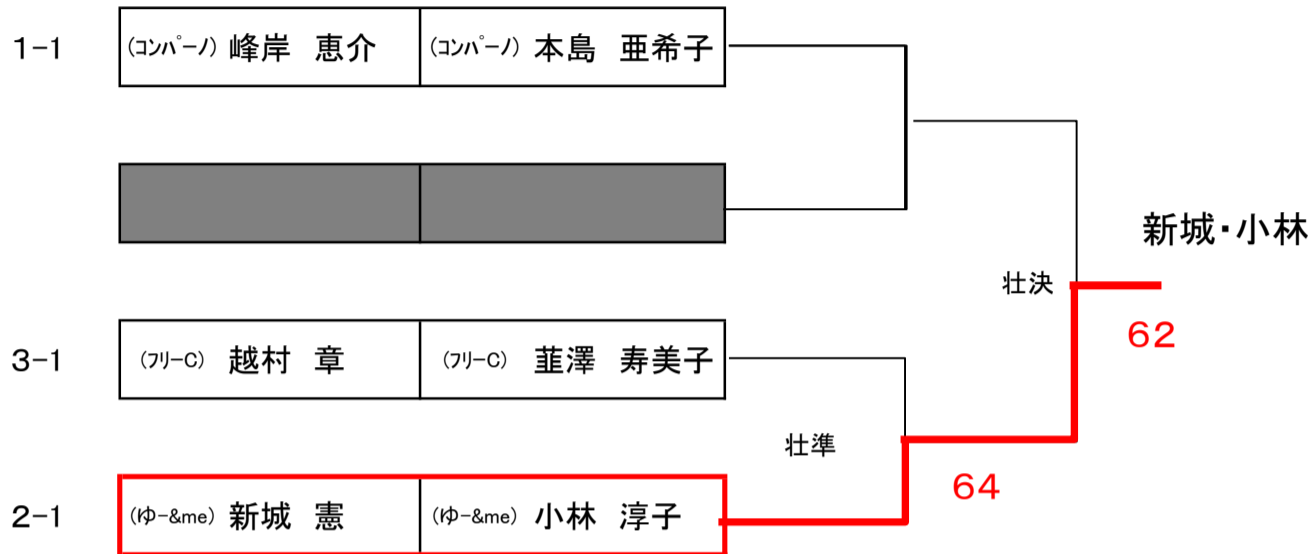 1-1 (コンパーノ) 峰岸 恵介 (コンパーノ) 本島 亜希子
新城・小林
壮決
62
3-1 (フリーC) 越村 章 (フリーC) 韮澤 寿美子
壮準
64
2-1 (ゆー&me) 新城 憲 (ゆー&me) 小林 淳子